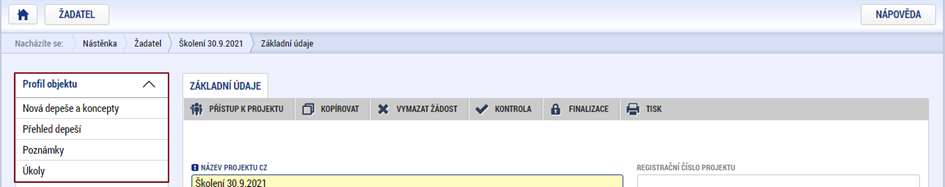 ŽADATEL NÁPOVĚDA
Nacházíte se: Nástěnka Žadatel Školení 30.9.2021 Základní údaje
Profil objektu
Nová depeše a koncepty
Přehled depeší
Poznámky
Úkoly
ZÁKLADNÍ ÚDAJE
PŘÍSTUP K PROJEKTU KOPÍROVAT VYMAZAT ŽÁDOST KONTROLA FINALIZACE TISK
NÁZEV PROJEKTU CZ REGISTRAČNÍ ČÍSLO PROJEKTU
Školení 30.9.2021